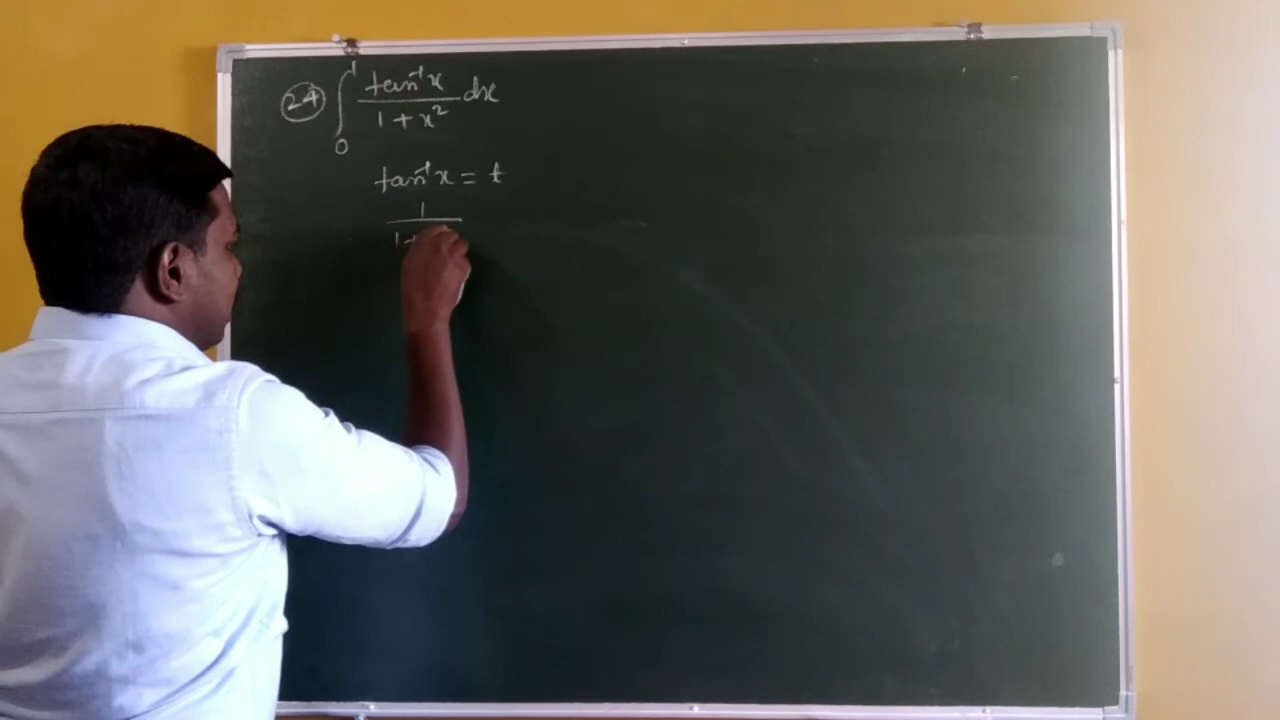 24 ∫₀¹ tan⁻¹x / 1 + x² dx
tan⁻¹x = t
1 / 1+